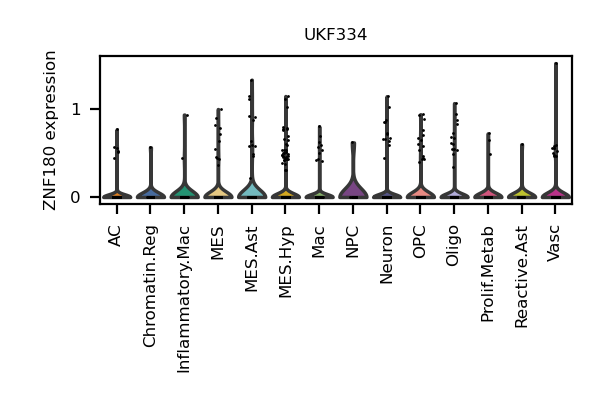 UKF334
ZNF180 expression
1
0
AC
Chromatin.Reg
Inflammatory.Mac
MES
MES.Ast
MES.Hyp
Mac
NPC
Neuron
OPC
Oligo
Prolif.Metab
Reactive.Ast
Vasc